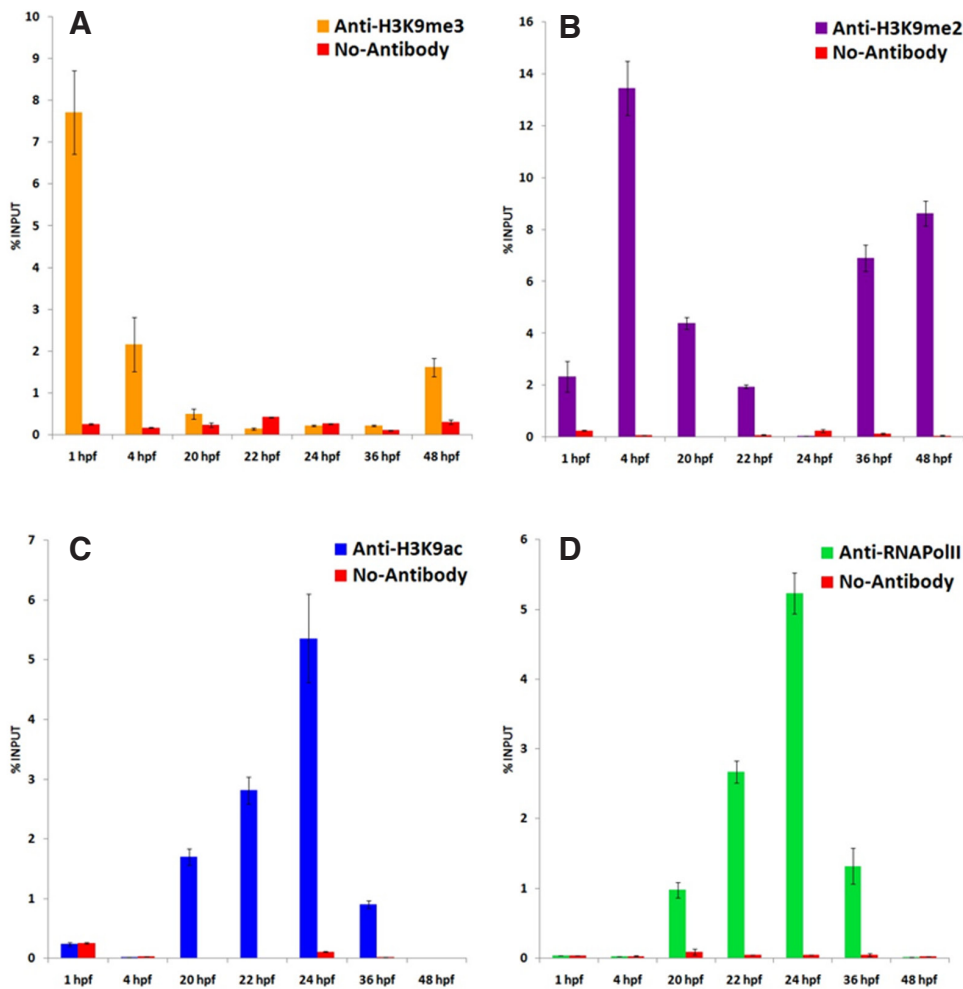 A
Anti-H3K9me3
No-Antibody
10
9
8
7
6
5
4
3
2
1
0
% INPUT
1 hpf 4 hpf 20 hpf 22 hpf 24 hpf 36 hpf 48 hpf
B
Anti-H3K9me2
No-Antibody
16
14
12
10
8
6
4
2
0
% INPUT
1 hpf 4 hpf 20 hpf 22 hpf 24 hpf 36 hpf 48 hpf
C
Anti-H3K9ac
No-Antibody
7
6
5
4
3
2
1
0
% INPUT
1 hpf 4 hpf 20 hpf 22 hpf 24 hpf 36 hpf 48 hpf
D
Anti-RNAPolII
No-Antibody
6
5
4
3
2
1
0
% INPUT
1 hpf 4 hpf 20 hpf 22 hpf 24 hpf 36 hpf 48 hpf